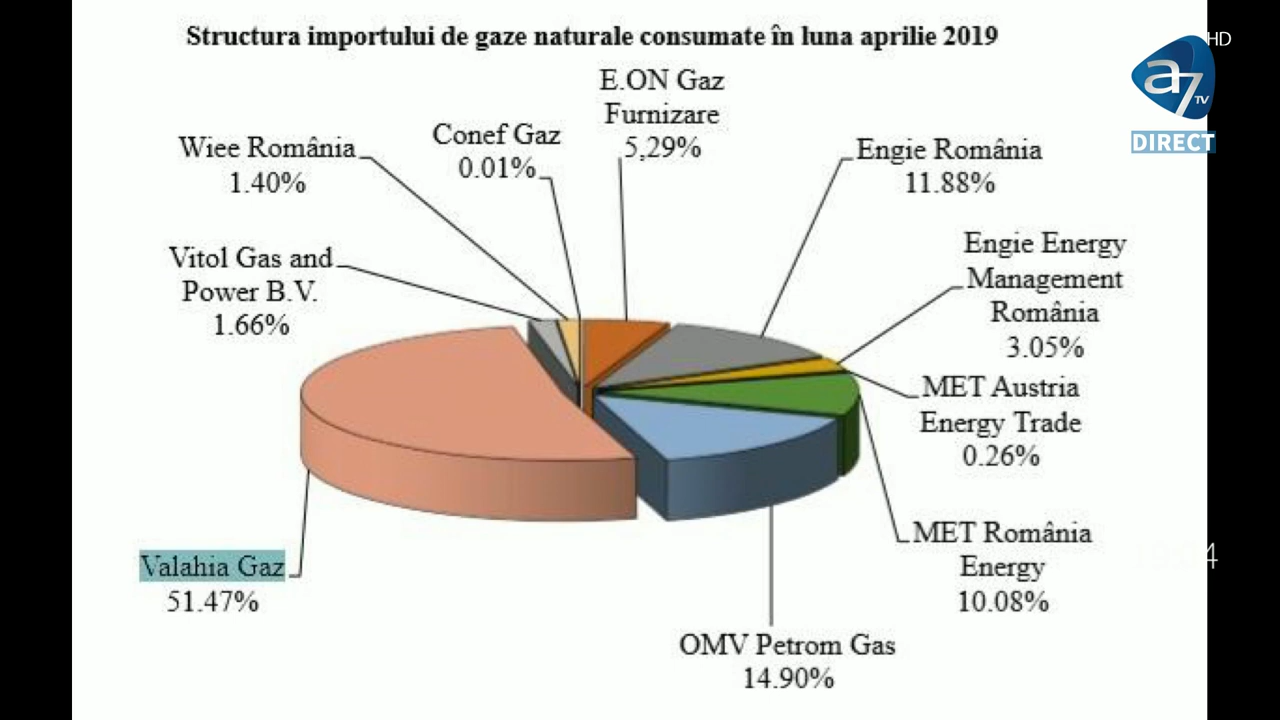 Structura importului de gaze naturale consumate în luna aprilie 2019
HD
a7
TV
DIRECT
E.ON Gaz
Furnizare
5,29%
Conef Gaz
0.01%
Wiee România
1.40%
Engie România
11.88%
Vitol Gas and
Power B.V.
1.66%
Engie Energy
Management
România
3.05%
MET Austria
Energy Trade
0.26%
MET România
Energy
10.08%
Valahia Gaz
51.47%
OMV Petrom Gas
14.90%